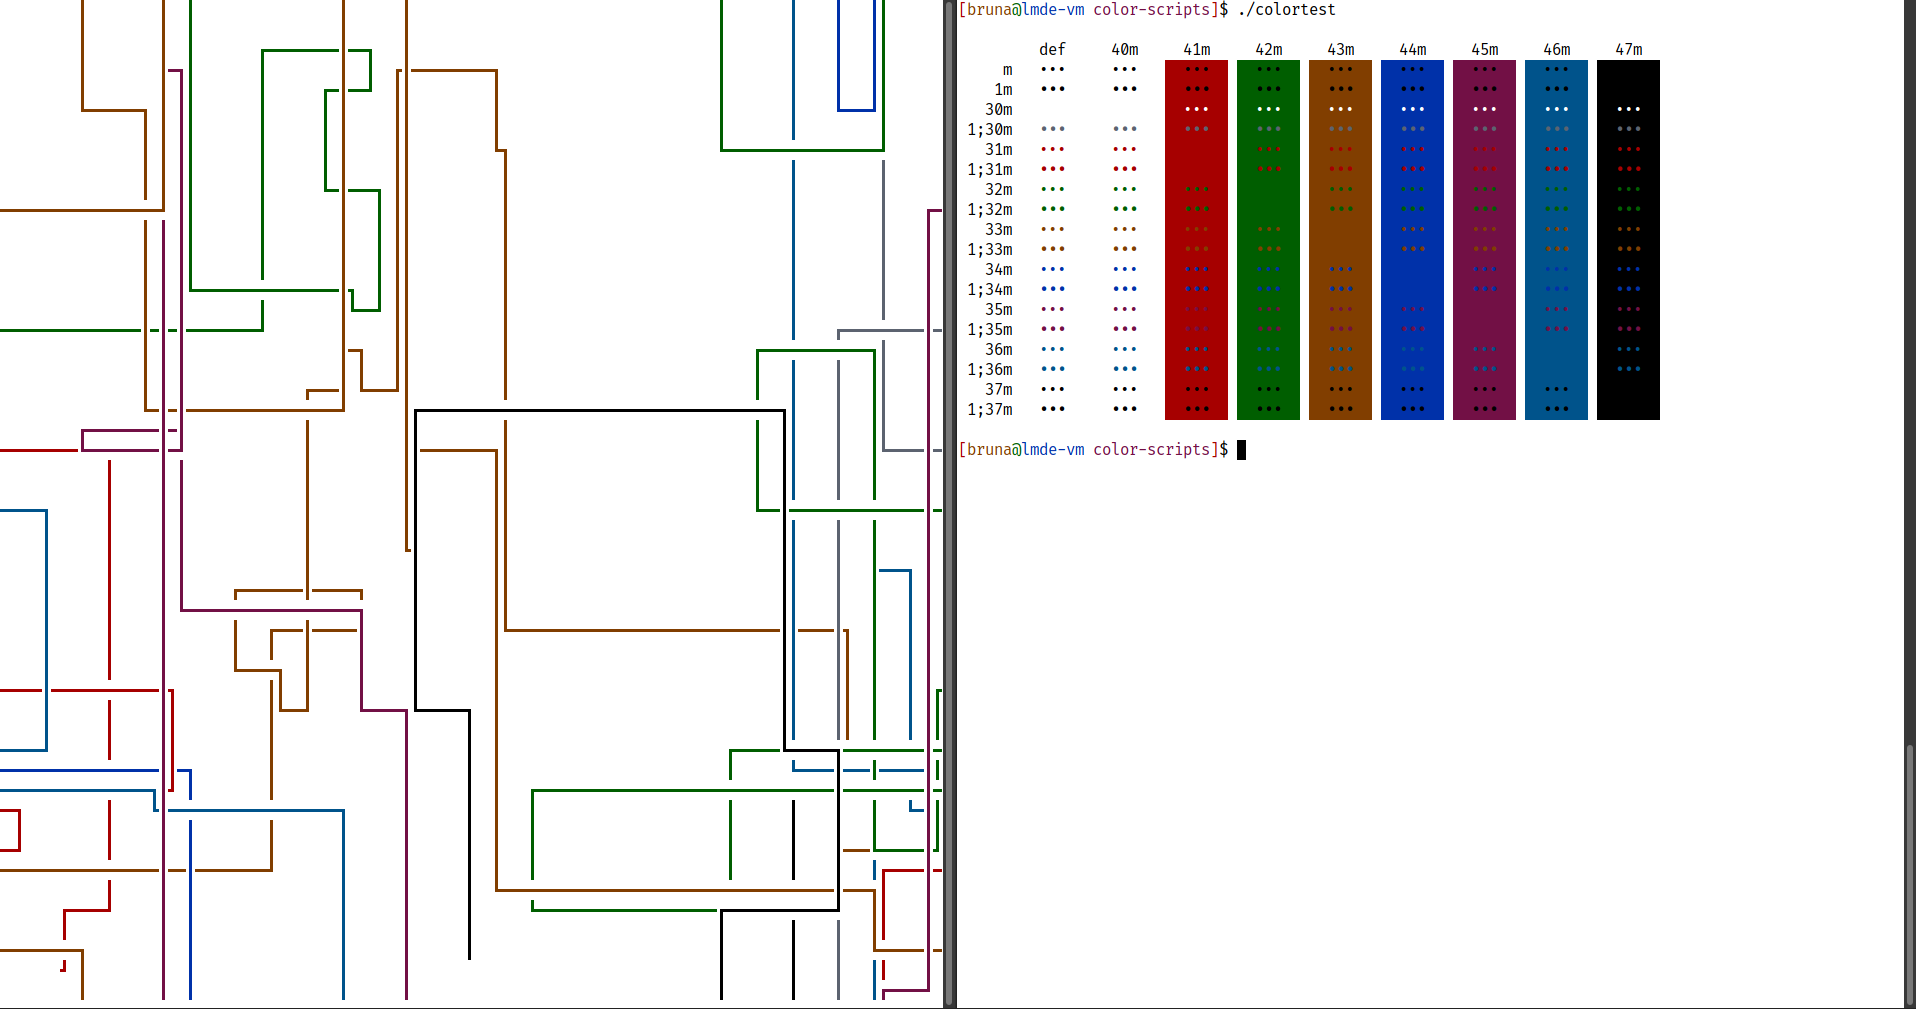 [bruna@lmde-vm color-scripts]$ ./colortest
def 40m 41m 42m 43m 44m 45m 46m 47m
m ••• ••• ••• ••• ••• ••• ••• •••
1m ••• ••• ••• ••• ••• ••• ••• •••
30m ••• ••• ••• ••• ••• ••• •••
1;30m ••• ••• ••• ••• ••• ••• ••• ••• •••
31m ••• ••• ••• ••• ••• ••• ••• •••
1;31m ••• ••• ••• ••• ••• ••• ••• •••
32m ••• ••• ••• ••• ••• ••• ••• •••
1;32m ••• ••• ••• ••• ••• ••• ••• •••
33m ••• ••• ••• ••• ••• ••• ••• •••
1;33m ••• ••• ••• ••• ••• ••• ••• •••
34m ••• ••• ••• ••• ••• ••• ••• •••
1;34m ••• ••• ••• ••• ••• ••• ••• •••
35m ••• ••• ••• ••• ••• ••• ••• •••
1;35m ••• ••• ••• ••• ••• ••• ••• •••
36m ••• ••• ••• ••• ••• ••• ••• •••
1;36m ••• ••• ••• ••• ••• ••• ••• •••
37m ••• ••• ••• ••• ••• ••• ••• •••
1;37m ••• ••• ••• ••• ••• ••• ••• •••
[bruna@lmde-vm color-scripts]$